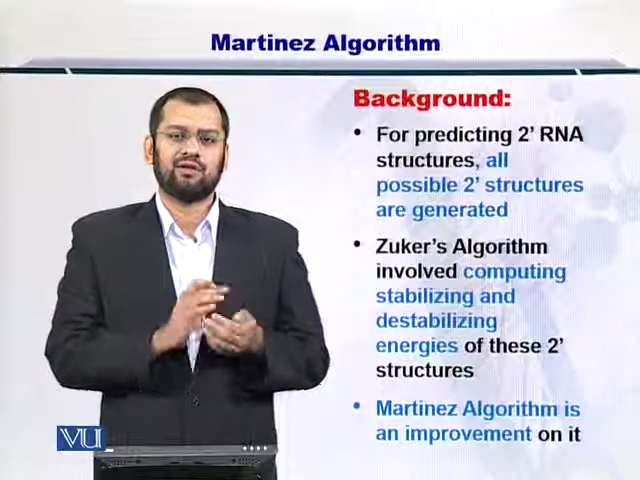 Martinez Algorithm
Background:
• For predicting 2’ RNA
structures, all
possible 2’ structures
are generated
• Zuker’s Algorithm
involved computing
stabilizing and
destabilizing
energies of these 2’
structures
• Martinez Algorithm is
an improvement on it
VU